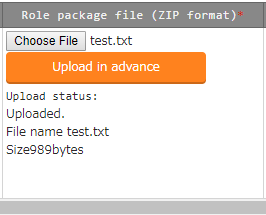 Role package file (ZIP format)*
Choose File test.txt
Upload in advance
Upload status:
Uploaded.
File name test.txt
Size989bytes